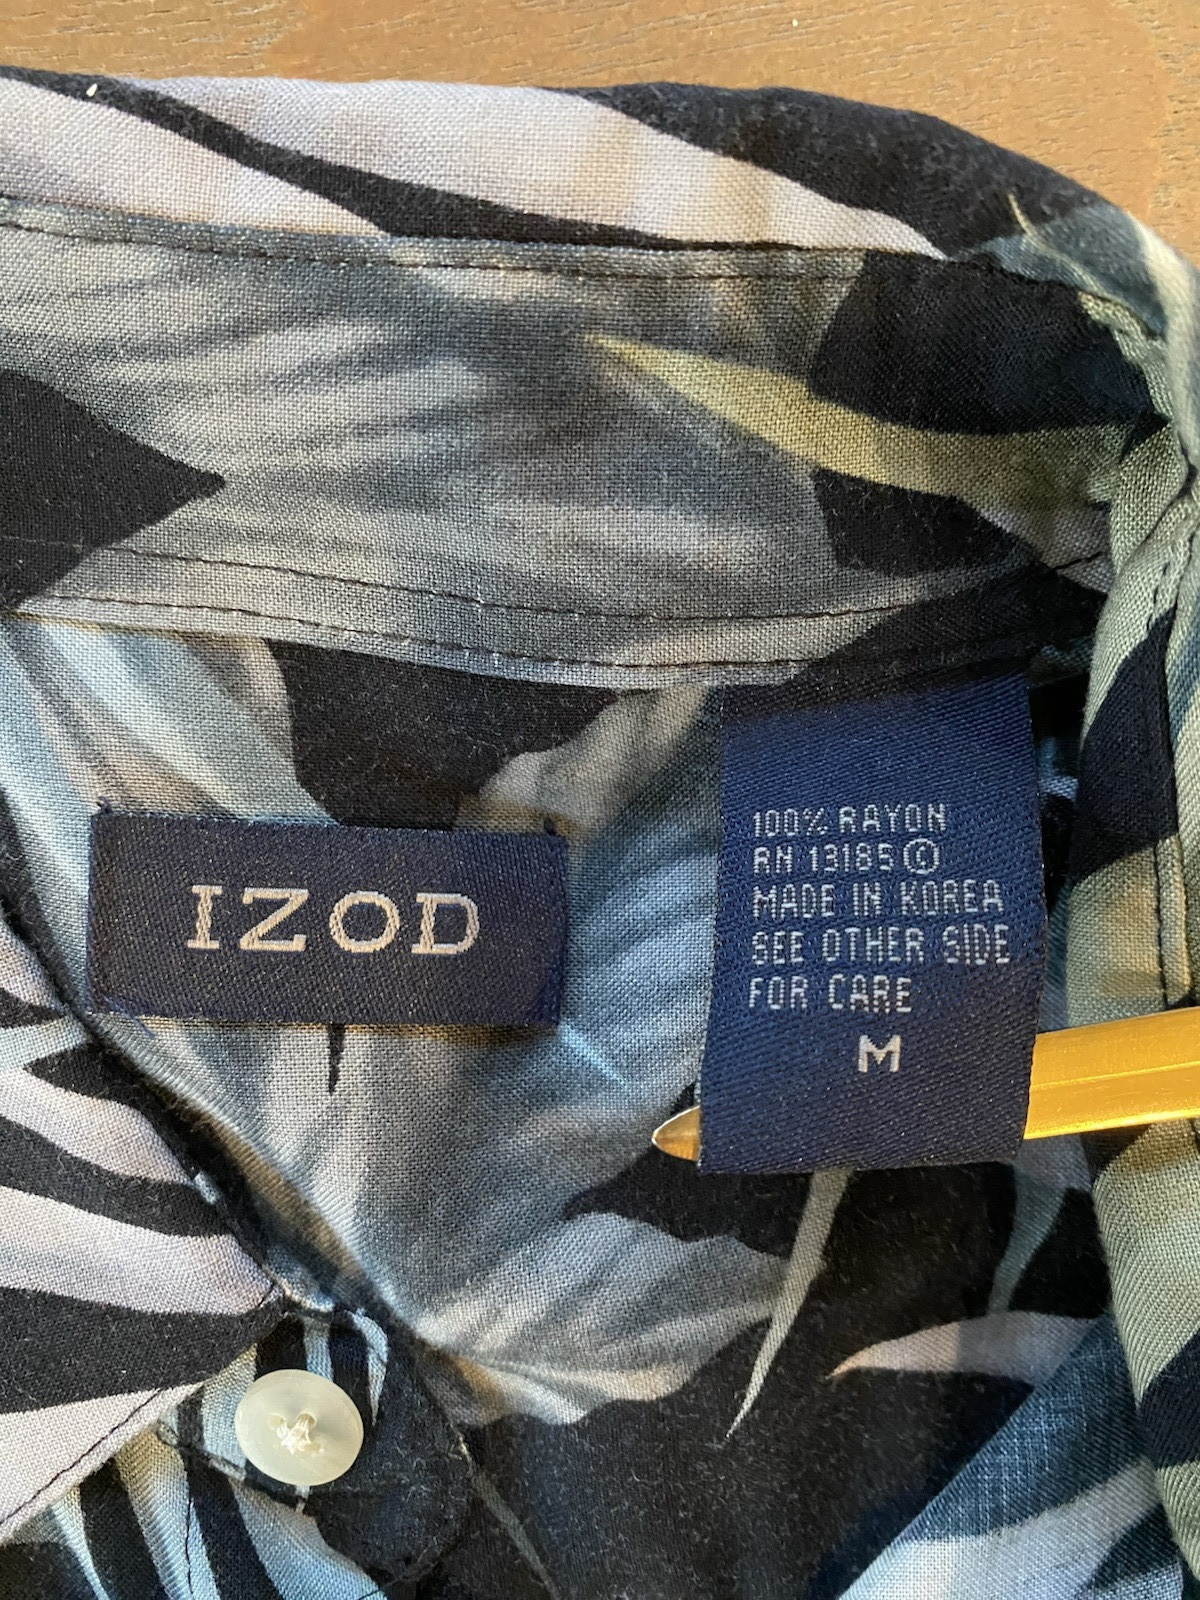 IZOD
100% RAYON
RN 13185 ©
MADE IN KOREA
SEE OTHER SIDE
FOR CARE
M